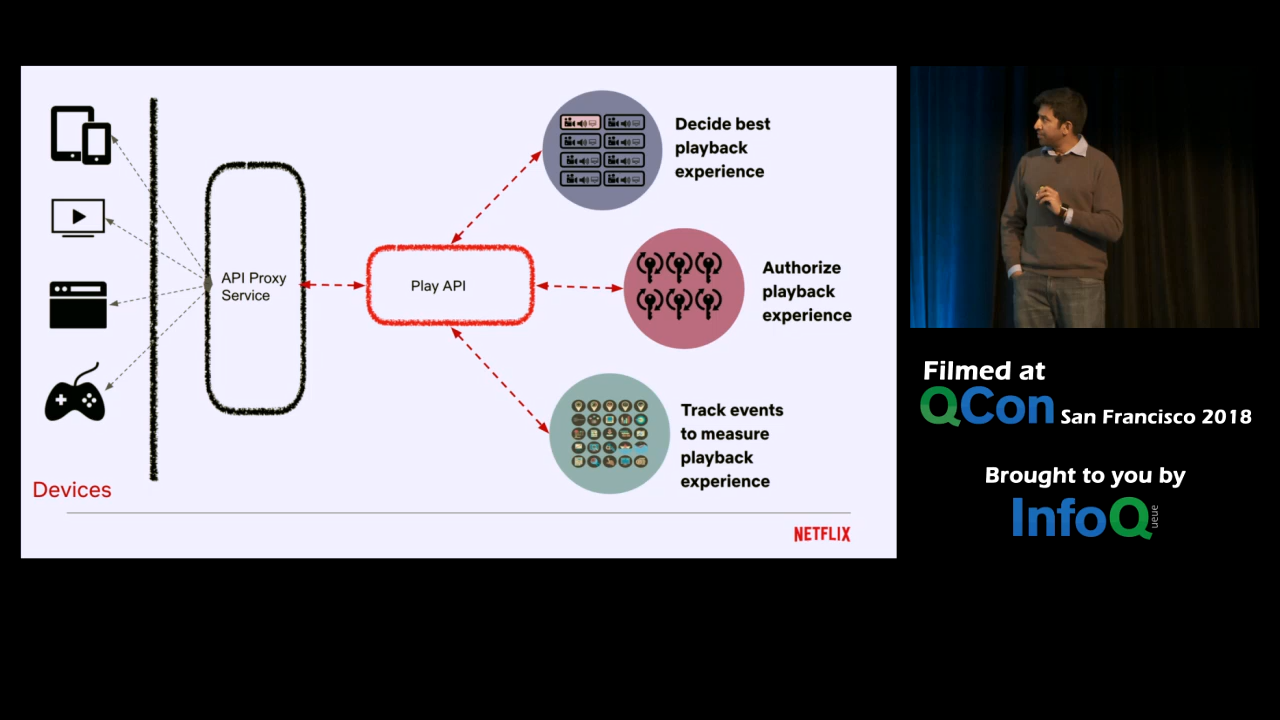 Decide best
playback
experience
API Proxy
Service
Play API
Authorize
playback
experience
Track events
to measure
playback
experience
Devices
NETFLIX
Filmed at
QCon San Francisco 2018
Brought to you by
InfoQ
ueue